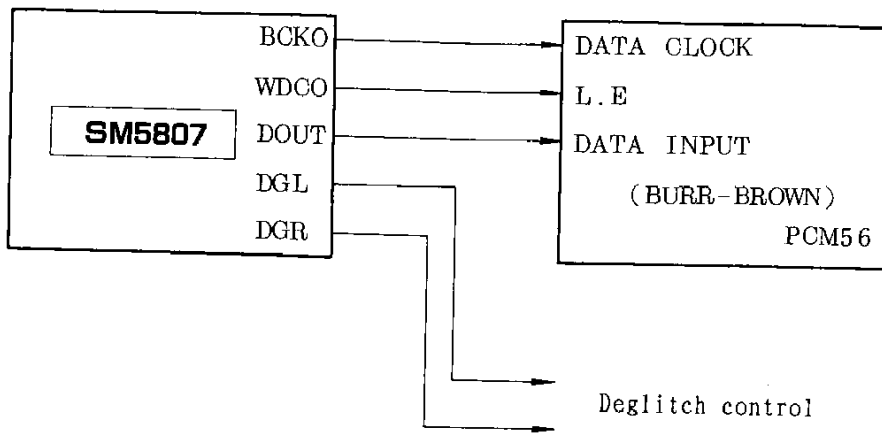 BCKO
WDCO
SM5807
DOUT
DGL
DGR
DATA CLOCK
L.E
DATA INPUT
(BURR-BROWN)
PCM56
Deglitch control